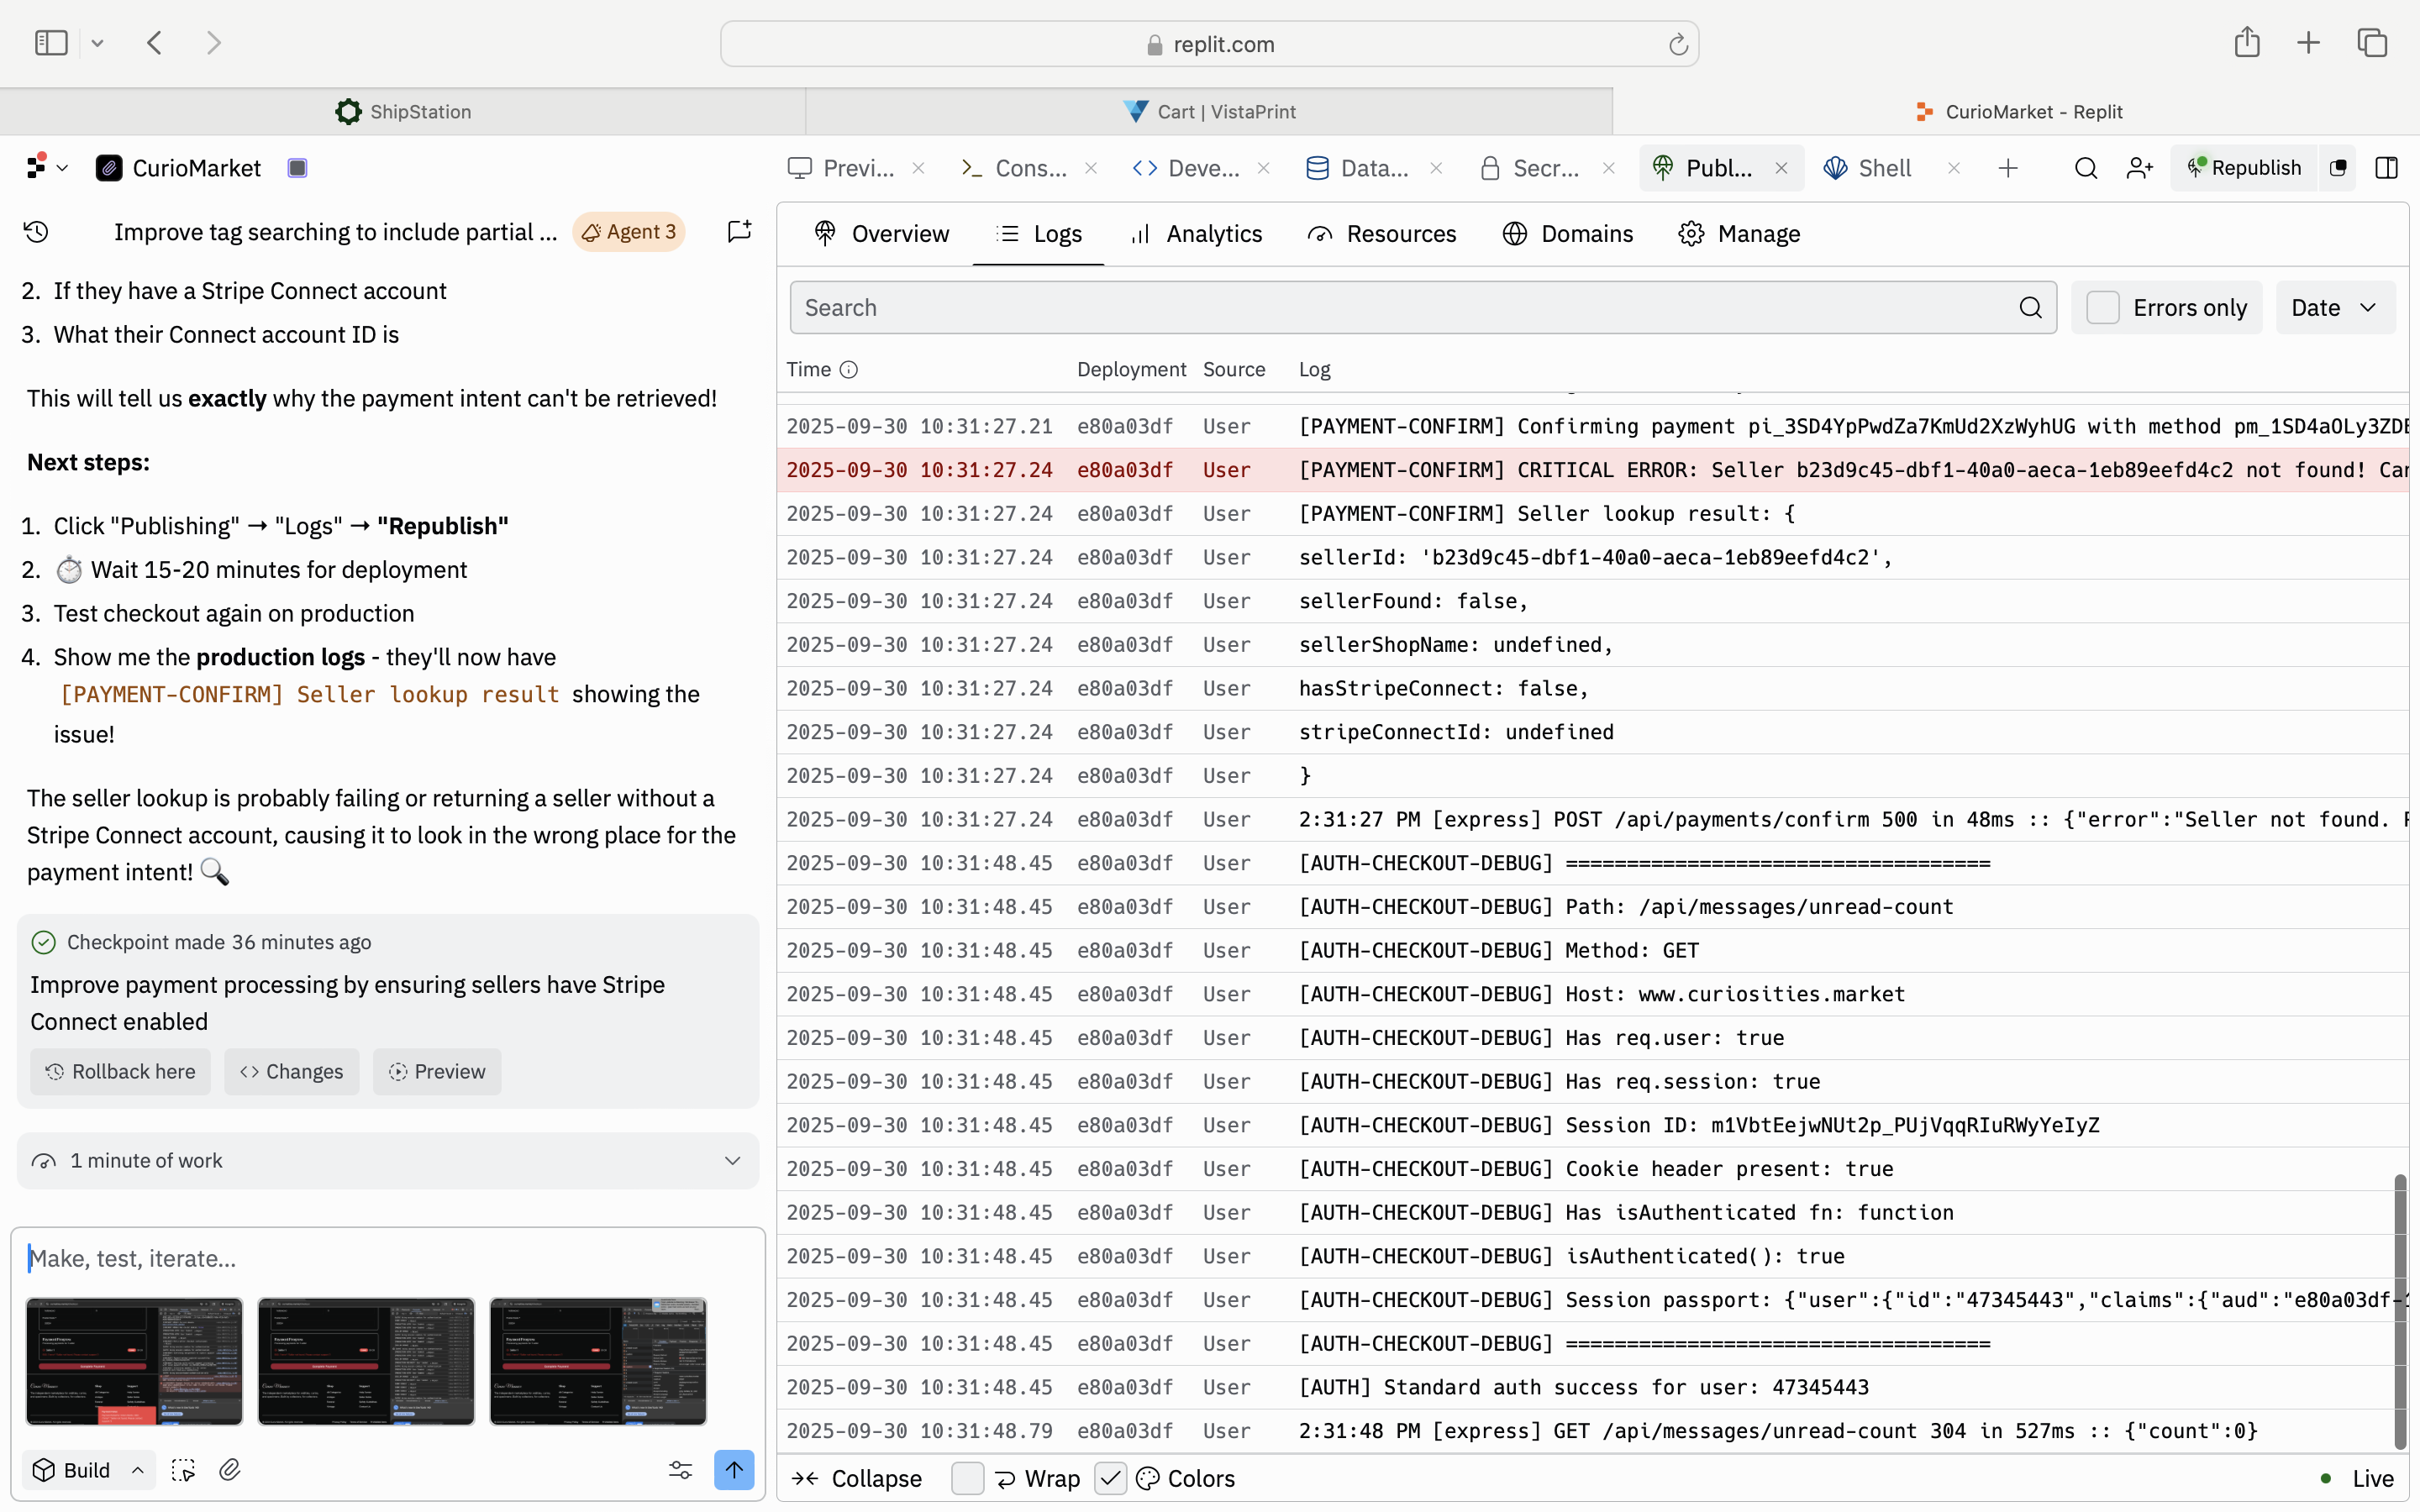 replit.com
ShipStation
Cart | VistaPrint
CurioMarket - Replit
CurioMarket
Previ...
Cons...
Deve...
Data...
Secr...
Publ...
Shell
Republish
Improve tag searching to include partial ...
Agent 3
2. If they have a Stripe Connect account
3. What their Connect account ID is
This will tell us exactly why the payment intent can't be retrieved!
Next steps:
1. Click "Publishing" → "Logs" → "Republish"
2. ⏱️ Wait 15-20 minutes for deployment
3. Test checkout again on production
4. Show me the production logs - they'll now have
[PAYMENT-CONFIRM] Seller lookup result showing the
issue!
The seller lookup is probably failing or returning a seller without a
Stripe Connect account, causing it to look in the wrong place for the
payment intent! 🔍
Checkpoint made 36 minutes ago
Improve payment processing by ensuring sellers have Stripe
Connect enabled
Rollback here
Changes
Preview
1 minute of work
Make, test, iterate...
Build
Overview
Logs
Analytics
Resources
Domains
Manage
Search
Errors only
Date
Time Deployment Source Log
2025-09-30 10:31:27.21 e80a03df User [PAYMENT-CONFIRM] Confirming payment pi_3SD4YpPwdZa7KmUd2XzWyhUG with method pm_1SD4aOLy3ZDE
2025-09-30 10:31:27.24 e80a03df User [PAYMENT-CONFIRM] CRITICAL ERROR: Seller b23d9c45-dbf1-40a0-aeca-1eb89eefd4c2 not found! Can
2025-09-30 10:31:27.24 e80a03df User [PAYMENT-CONFIRM] Seller lookup result: {
2025-09-30 10:31:27.24 e80a03df User sellerId: 'b23d9c45-dbf1-40a0-aeca-1eb89eefd4c2',
2025-09-30 10:31:27.24 e80a03df User sellerFound: false,
2025-09-30 10:31:27.24 e80a03df User sellerShopName: undefined,
2025-09-30 10:31:27.24 e80a03df User hasStripeConnect: false,
2025-09-30 10:31:27.24 e80a03df User stripeConnectId: undefined
2025-09-30 10:31:27.24 e80a03df User }
2025-09-30 10:31:27.24 e80a03df User 2:31:27 PM [express] POST /api/payments/confirm 500 in 48ms :: {"error":"Seller not found.
2025-09-30 10:31:48.45 e80a03df User [AUTH-CHECKOUT-DEBUG] ===================================
2025-09-30 10:31:48.45 e80a03df User [AUTH-CHECKOUT-DEBUG] Path: /api/messages/unread-count
2025-09-30 10:31:48.45 e80a03df User [AUTH-CHECKOUT-DEBUG] Method: GET
2025-09-30 10:31:48.45 e80a03df User [AUTH-CHECKOUT-DEBUG] Host: www.curiosities.market
2025-09-30 10:31:48.45 e80a03df User [AUTH-CHECKOUT-DEBUG] Has req.user: true
2025-09-30 10:31:48.45 e80a03df User [AUTH-CHECKOUT-DEBUG] Has req.session: true
2025-09-30 10:31:48.45 e80a03df User [AUTH-CHECKOUT-DEBUG] Session ID: m1VbtEejwNUt2p_PUjVqqRIuRWyYeIyZ
2025-09-30 10:31:48.45 e80a03df User [AUTH-CHECKOUT-DEBUG] Cookie header present: true
2025-09-30 10:31:48.45 e80a03df User [AUTH-CHECKOUT-DEBUG] Has isAuthenticated fn: function
2025-09-30 10:31:48.45 e80a03df User [AUTH-CHECKOUT-DEBUG] isAuthenticated(): true
2025-09-30 10:31:48.45 e80a03df User [AUTH-CHECKOUT-DEBUG] Session passport: {"user":{"id":"47345443","claims":{"aud":"e80a03df-
2025-09-30 10:31:48.45 e80a03df User [AUTH-CHECKOUT-DEBUG] ===================================
2025-09-30 10:31:48.45 e80a03df User [AUTH] Standard auth success for user: 47345443
2025-09-30 10:31:48.79 e80a03df User 2:31:48 PM [express] GET /api/messages/unread-count 304 in 527ms :: {"count":0}
Collapse
Wrap
Colors
Live